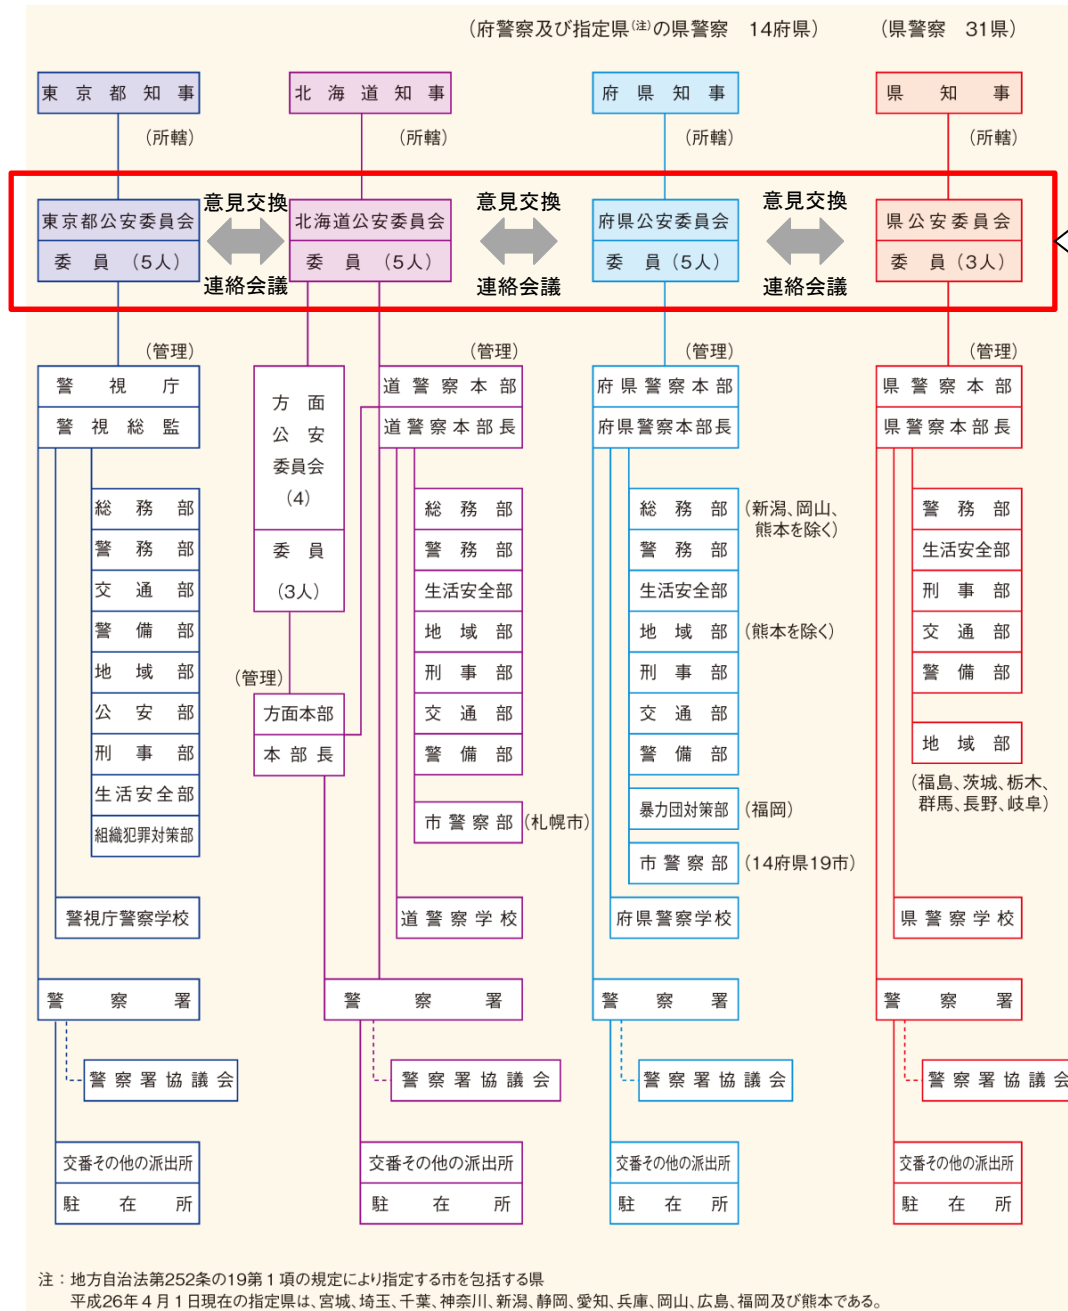 (府警察及び指定県(注)の県警察　14府県)　(県警察　31県)
東京都知事　北海道知事　府県知事　県知事
(所轄)　(所轄)　(所轄)　(所轄)
東京都公安委員会　意見交換　北海道公安委員会　意見交換　府県公安委員会　意見交換　県公安委員会
委員(5人)　連絡会議　委員(5人)　連絡会議　委員(5人)　連絡会議　委員(3人)
(管理)　(管理)　(管理)　(管理)
警視庁
警視総監
総務部
警務部
交通部
警備部
地域部
公安部
刑事部
生活安全部
組織犯罪対策部
警視庁警察学校
警察署
警察署協議会
交番その他の派出所
駐在所
方面
公安
委員会
(4)
委員
(3人)
(管理)
方面本部
本部長
道警察本部
道警察本部長
総務部
警務部
生活安全部
地域部
刑事部
交通部
警備部
市警察部(札幌市)
道警察学校
警察署
警察署協議会
交番その他の派出所
駐在所
府県警察本部
府県警察本部長
総務部(新潟、岡山、
熊本を除く)
警務部
生活安全部
地域部(熊本を除く)
刑事部
交通部
警備部
暴力団対策部(福岡)
市警察部(14府県19市)
府県警察学校
警察署
警察署協議会
交番その他の派出所
駐在所
県警察本部
県警察本部長
警務部
生活安全部
刑事部
交通部
警備部
地域部
(福島、茨城、栃木、
群馬、長野、岐阜)
県警察学校
警察署
警察署協議会
交番その他の派出所
駐在所
注：地方自治法第252条の19第1項の規定により指定する市を包括する県
平成26年4月1日現在の指定県は、宮城、埼玉、千葉、神奈川、新潟、静岡、愛知、兵庫、岡山、広島、福岡及び熊本である。